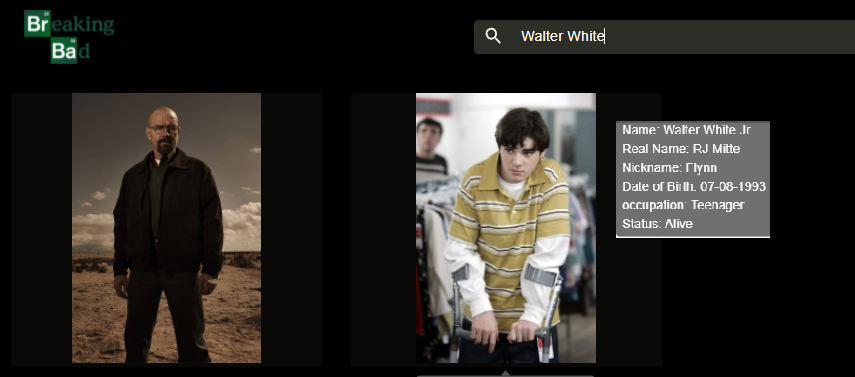 Breaking
Bad
Walter White
Name: Walter White Jr
Real Name: RJ Mitte
Nickname: Flynn
Date of Birth: 07-08-1993
occupation: Teenager
Status: Alive